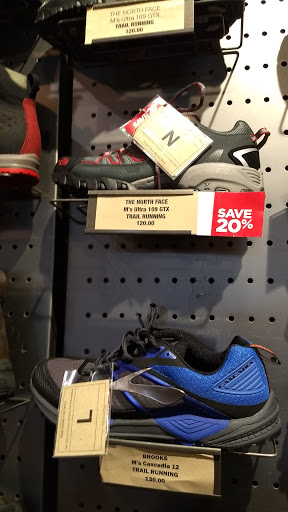 THE NORTH FACE
M's Ultra 109 GTX
TRAIL RUNNING
120.00
N
THE NORTH FACE
M's Ultra 109 GTX
TRAIL RUNNING
120.00
SAVE
20%
L
BROOKS
M's Cascadia 12
TRAIL RUNNING
130.00